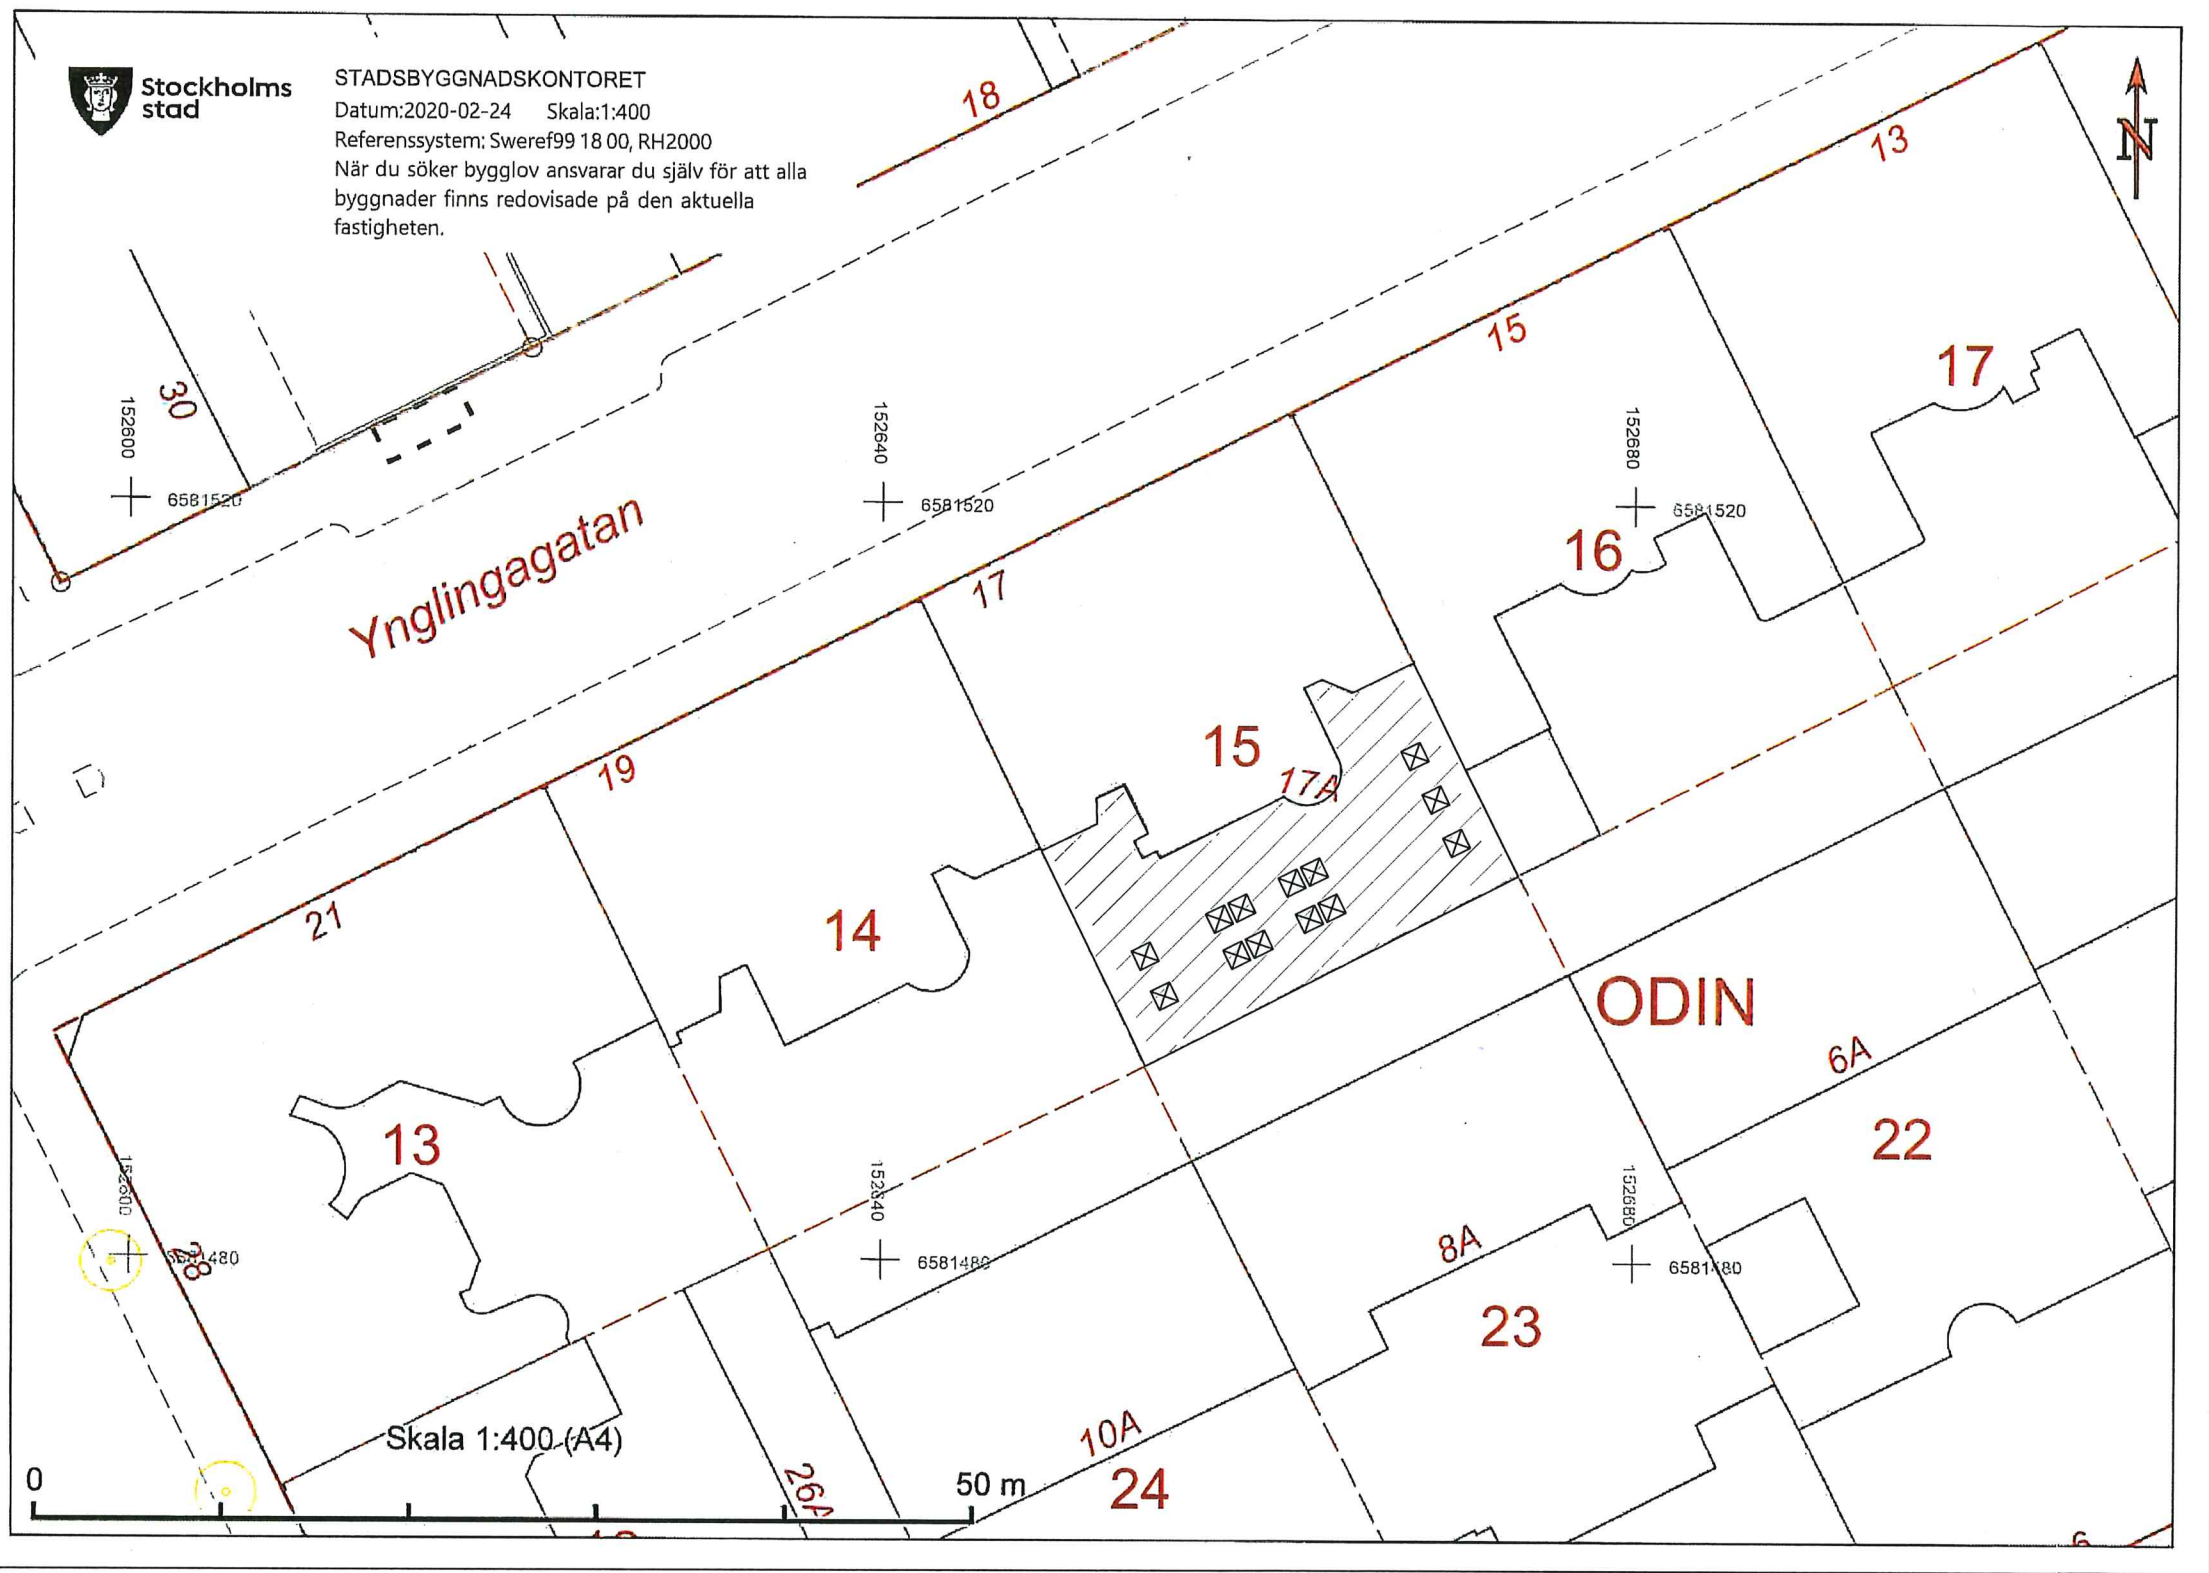 Stockholms
stad
STADSBYGGNADSKONTORET
Datum:2020-02-24 Skala:1:400
Referenssystem: Sweref99 18 00, RH2000
När du söker bygglov ansvarar du själv för att alla
byggnader finns redovisade på den aktuella
fastigheten.
18
13
N
15
17
30
152600
6581520
152640
6581520
152680
6581520
16
Ynglingagatan
17
15
17A
19
21
14
ODIN
6A
13
22
152600
28
152640
6581480
152680
6581480
8A
23
Skala 1:400 (A4)
0
50 m
26A
10A
24